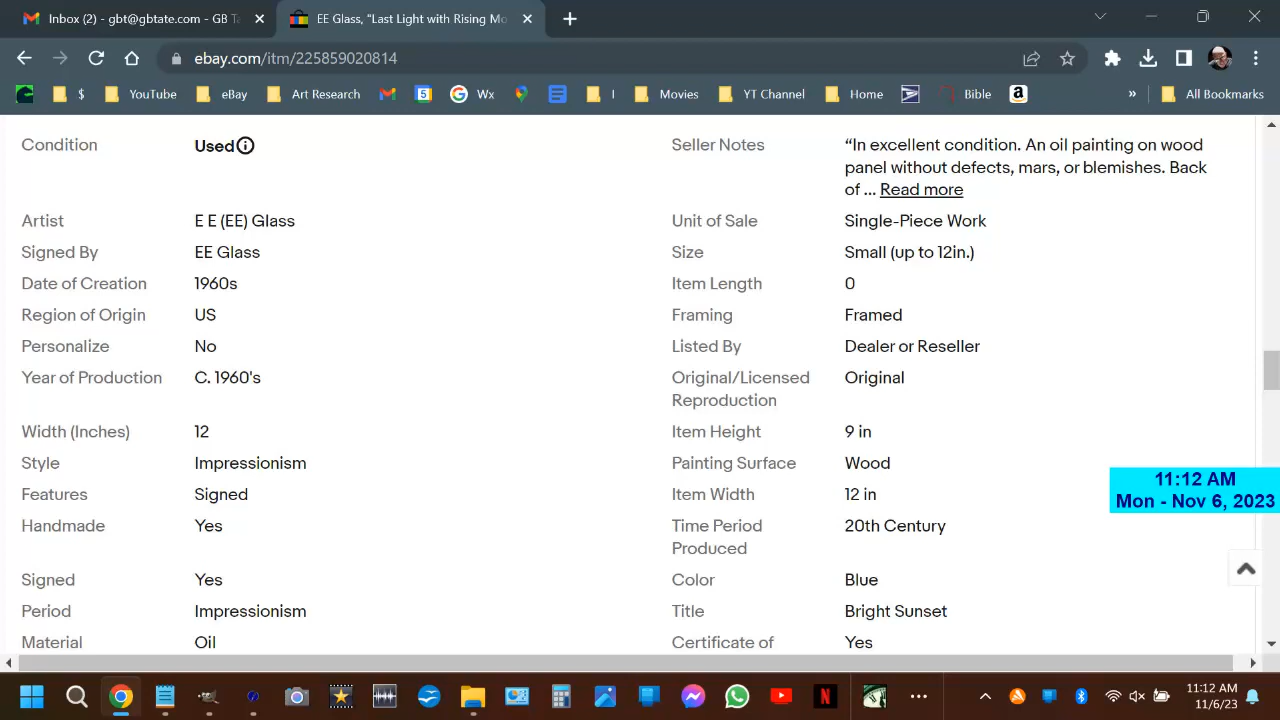 Inbox (2) - gbt@gbtate.com - GB Ta
EE Glass, “Last Light with Rising Mo
ebay.com/itm/225859020814
$
YouTube
eBay
Art Research
5
Wx
I
Movies
YT Channel
Home
Bible
a
»
All Bookmarks
Condition
Used
Seller Notes
“In excellent condition. An oil painting on wood
panel without defects, mars, or blemishes. Back
of ... Read more
Artist
E E (EE) Glass
Unit of Sale
Single-Piece Work
Signed By
EE Glass
Size
Small (up to 12in.)
Date of Creation
1960s
Item Length
0
Region of Origin
US
Framing
Framed
Personalize
No
Listed By
Dealer or Reseller
Year of Production
C. 1960's
Original/Licensed
Reproduction
Original
Width (Inches)
12
Item Height
9 in
Style
Impressionism
Painting Surface
Wood
Features
Signed
Item Width
12 in
11:12 AM
Mon - Nov 6, 2023
Handmade
Yes
Time Period
Produced
20th Century
Signed
Yes
Color
Blue
Period
Impressionism
Title
Bright Sunset
Material
Oil
Certificate of
Yes
N
11:12 AM
11/6/23